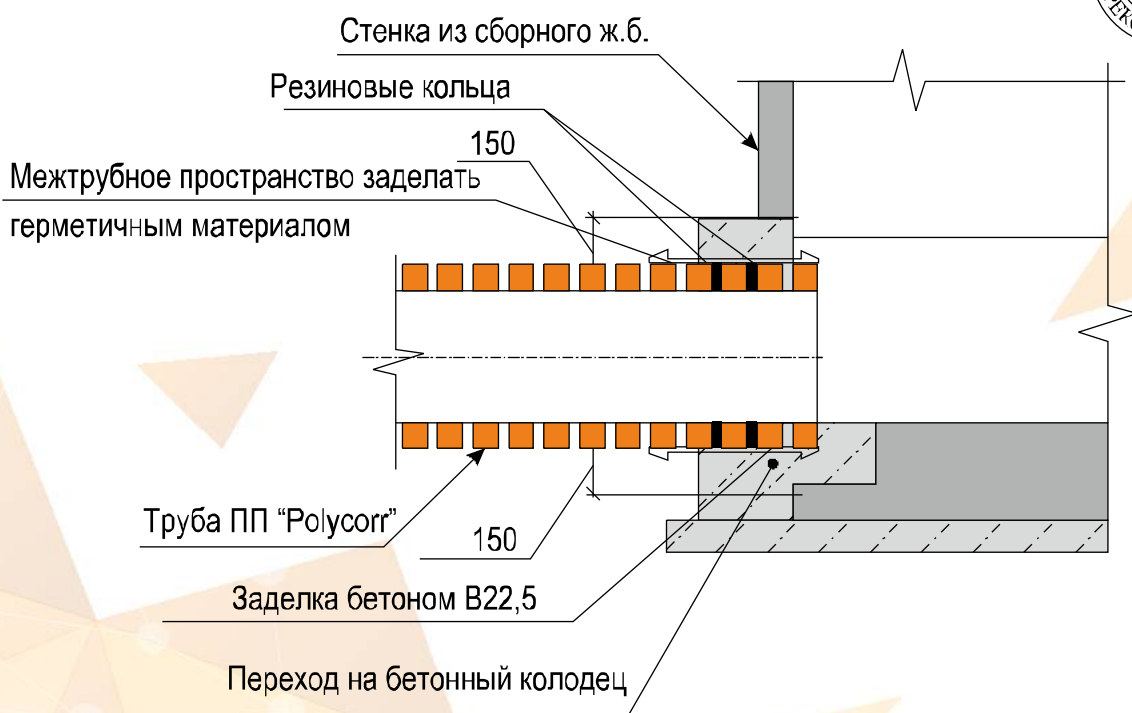 Стенка из сборного ж.б.
Резиновые кольца
150
Межтрубное пространство заделать
герметичным материалом
Труба ПП “Polycorr”
150
Заделка бетоном В22,5
Переход на бетонный колодец